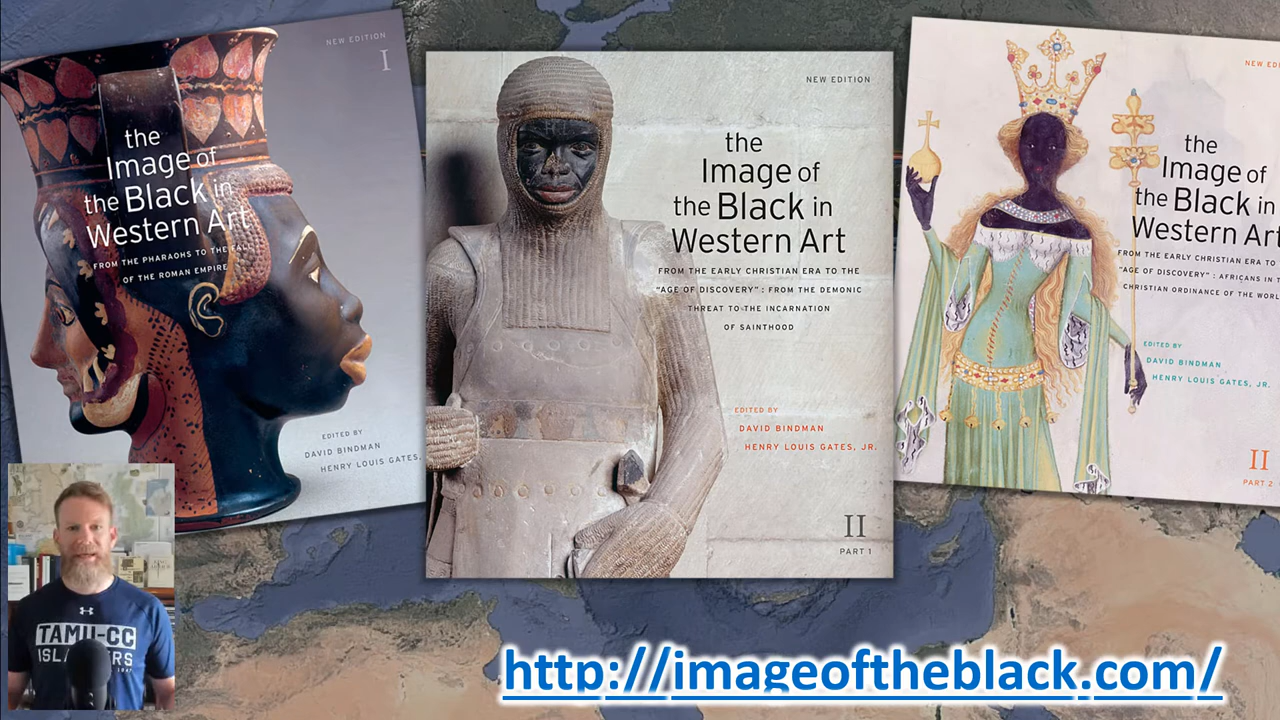 NEW EDITION
I
the
Image of
the Black in
Western Art
FROM THE PHARAOHS TO THE FALL
OF THE ROMAN EMPIRE
EDITED BY
DAVID BINDMAN
HENRY LOUIS GATES,
NEW EDITION
the
Image of
the Black in
Western Art
FROM THE EARLY CHRISTIAN ERA TO THE
"AGE OF DISCOVERY" : FROM THE DEMONIC
THREAT TO THE INCARNATION
OF SAINTHOOD
EDITED BY
DAVID BINDMAN
HENRY LOUIS GATES, JR.
II
PART 1
NEW
the
Image of
the Black in
Western
FROM THE EARLY CHRISTIAN ERA TO
"AGE OF DISCOVERY" : AFRICANS IN
CHRISTIAN ORDINANCE OF THE
EDITED BY
DAVID BINDMAN
HENRY LOUIS GATES, JR.
II
PART 2
TAMU-CC
http://imageoftheblack.com/